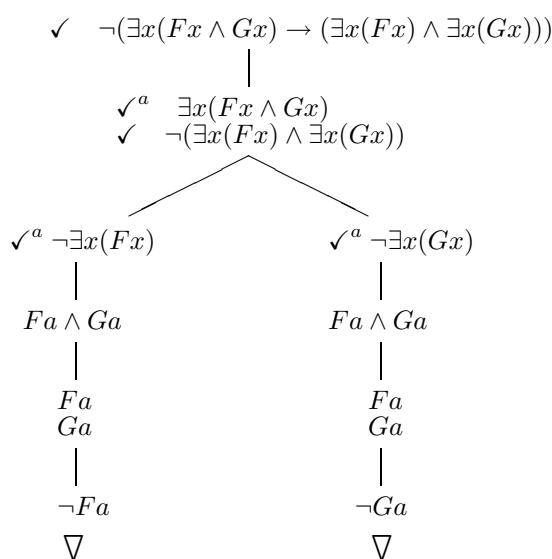 ✓ ¬(∃x(Fx ∧ Gx) → (∃x(Fx) ∧ ∃x(Gx)))
✓ᵃ ∃x(Fx ∧ Gx)
✓ ¬(∃x(Fx) ∧ ∃x(Gx))
✓ᵃ ¬∃x(Fx) ✓ᵃ ¬∃x(Gx)
Fa ∧ Ga Fa ∧ Ga
Fa Fa
Ga Ga
¬Fa ¬Ga
▽ ▽